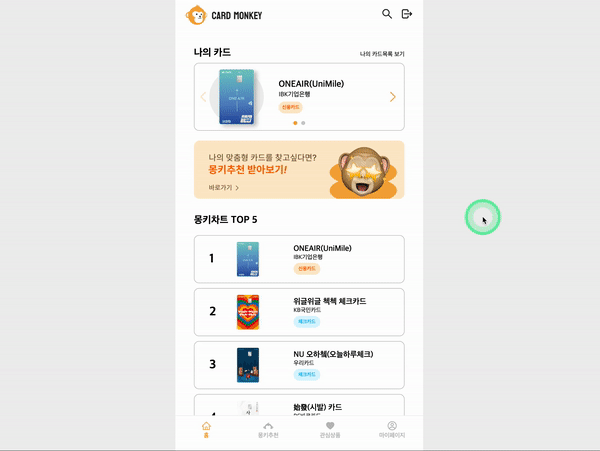 CARD MONKEY
나의 카드
나의 카드목록 보기
ONEAIR(UniMile)
IBK기업은행
신용카드
나의 맞춤형 카드를 찾고싶다면?
몽키추천 받아보기!
바로가기 >
몽키차트 TOP 5
1
ONEAIR(UniMile)
IBK기업은행
신용카드
2
위글위글 첵첵 체크카드
KB국민카드
체크카드
3
NU 오하첵(오늘하루체크)
우리카드
체크카드
始發(시발) 카드
홈
몽키추천
관심상품
마이페이지